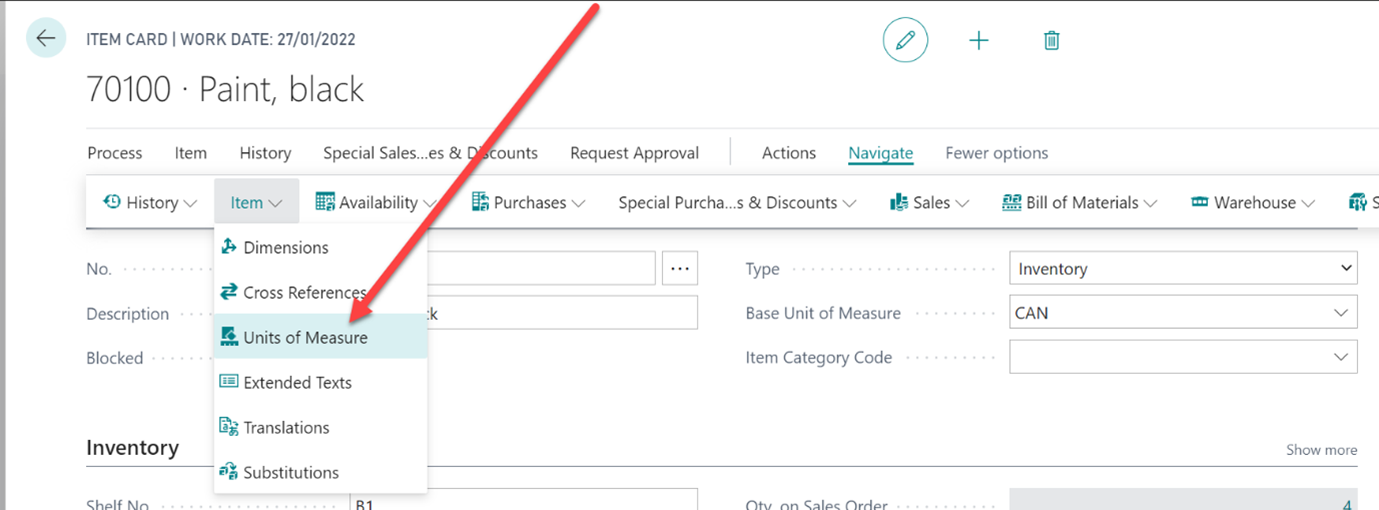 ITEM CARD | WORK DATE: 27/01/2022
70100 · Paint, black
Process Item History Special Sales...es & Discounts Request Approval Actions Navigate Fewer options
History Item Availability Purchases Special Purcha...s & Discounts Sales Bill of Materials Warehouse S
Dimensions
No. ... Type Inventory
Cross References
Description ck Base Unit of Measure CAN
Units of Measure
Blocked Item Category Code
Extended Texts
Translations
Inventory Show more
Substitutions
Shelf No. B1 Qty. on Sales Order 4